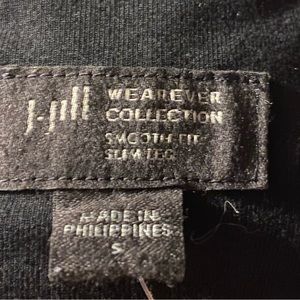 J.Jill
WEAREVER
COLLECTION
SMOOTH-FIT
SLIM LEG
MADE IN
PHILIPPINES
S